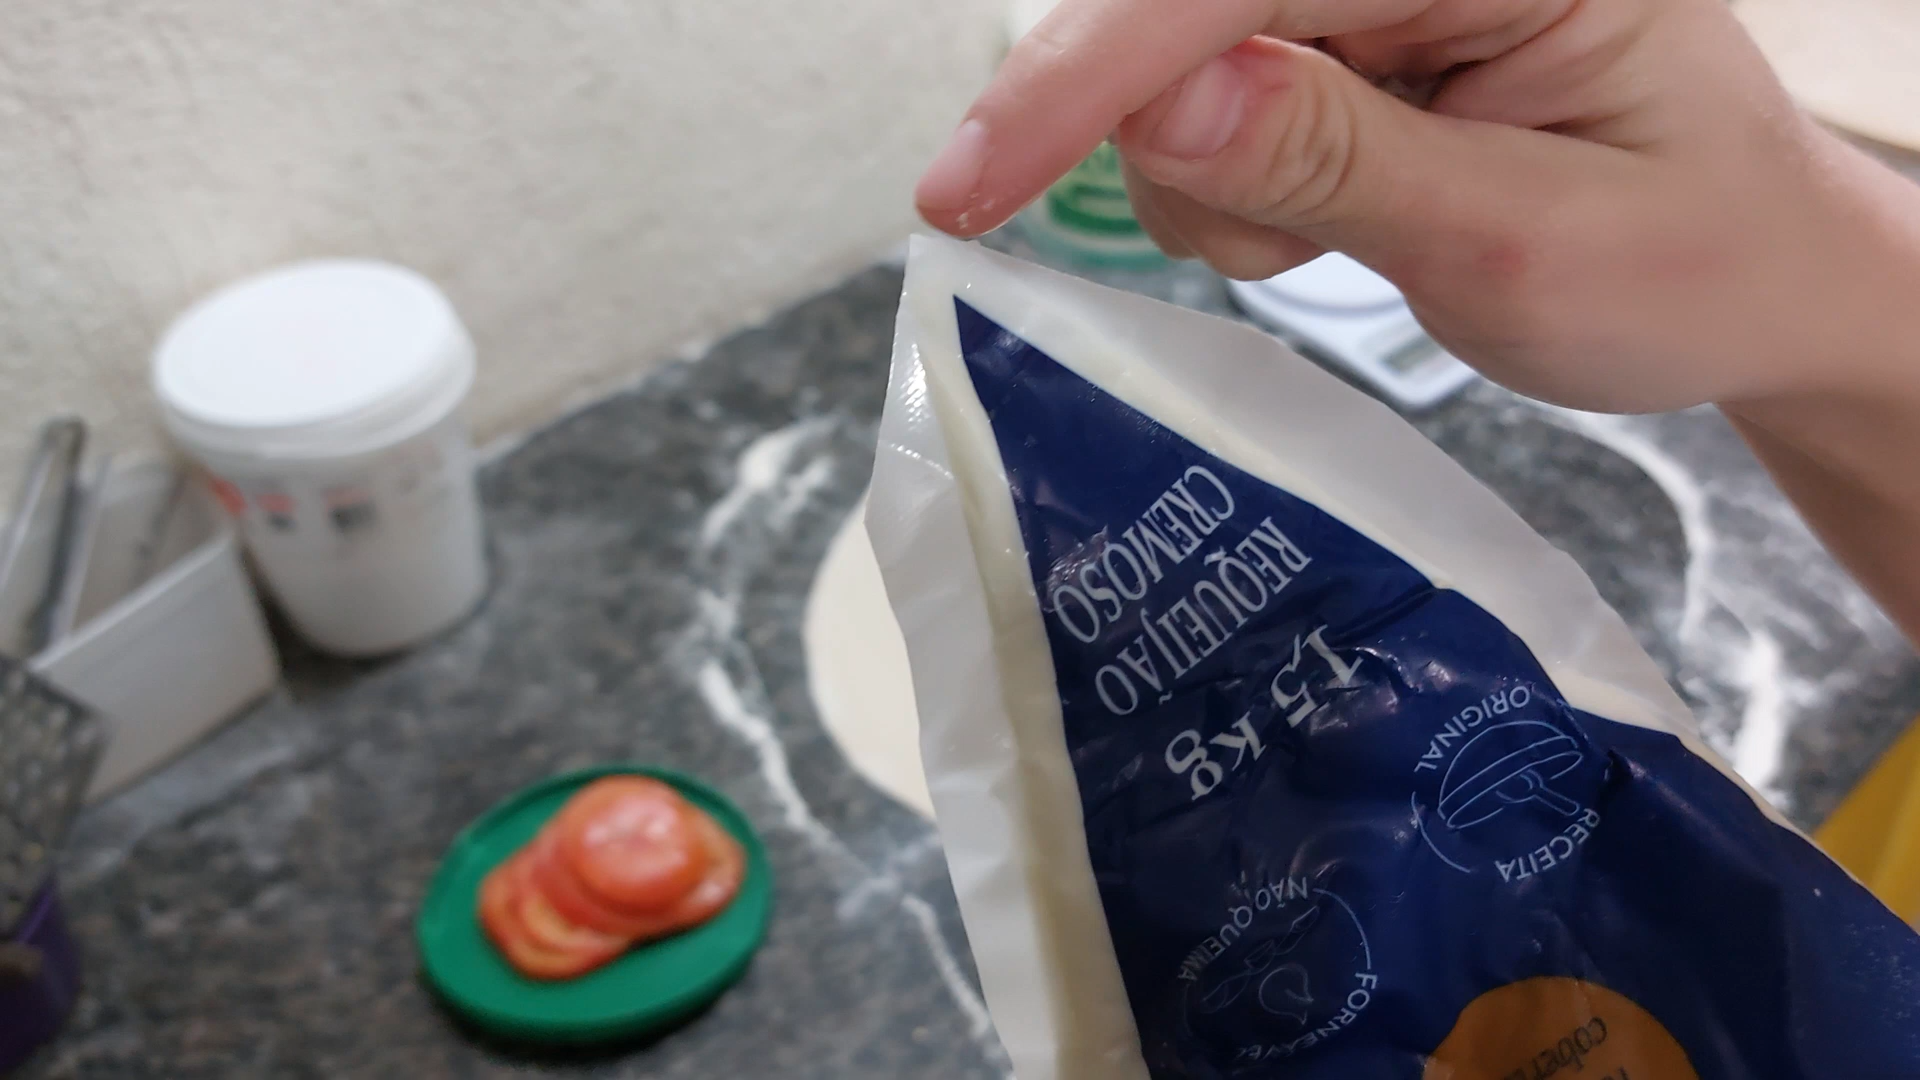 1,5 kg
REQUEIJÃO
CREMOSO
RECEITA
ORIGINAL
FORNEÁVEL
NÃO QUEIMA